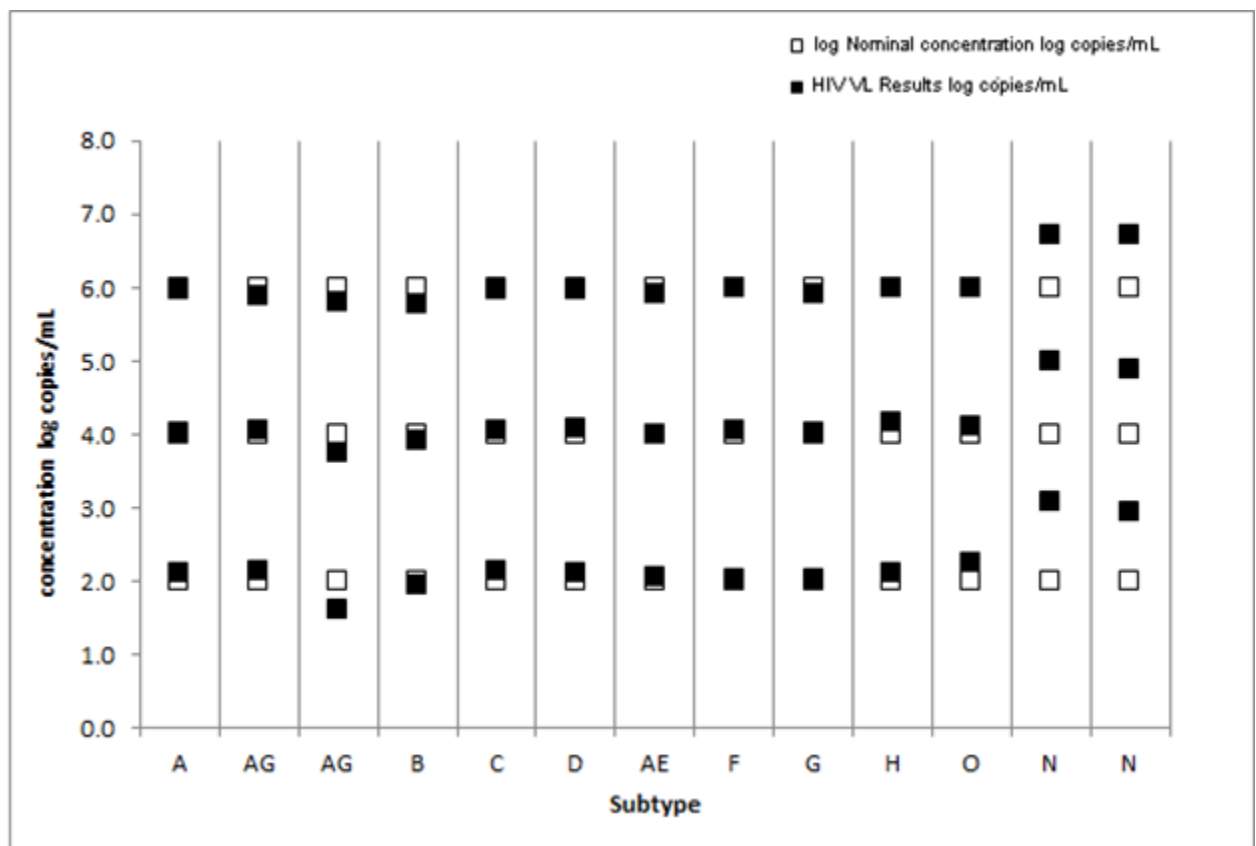 log Nominal concentration log copies/mL
HIV VL Results log copies/mL
8.0
7.0
6.0
5.0
4.0
3.0
2.0
1.0
0.0
concentration log copies/mL
A AG AG B C D AE F G H O N N
Subtype